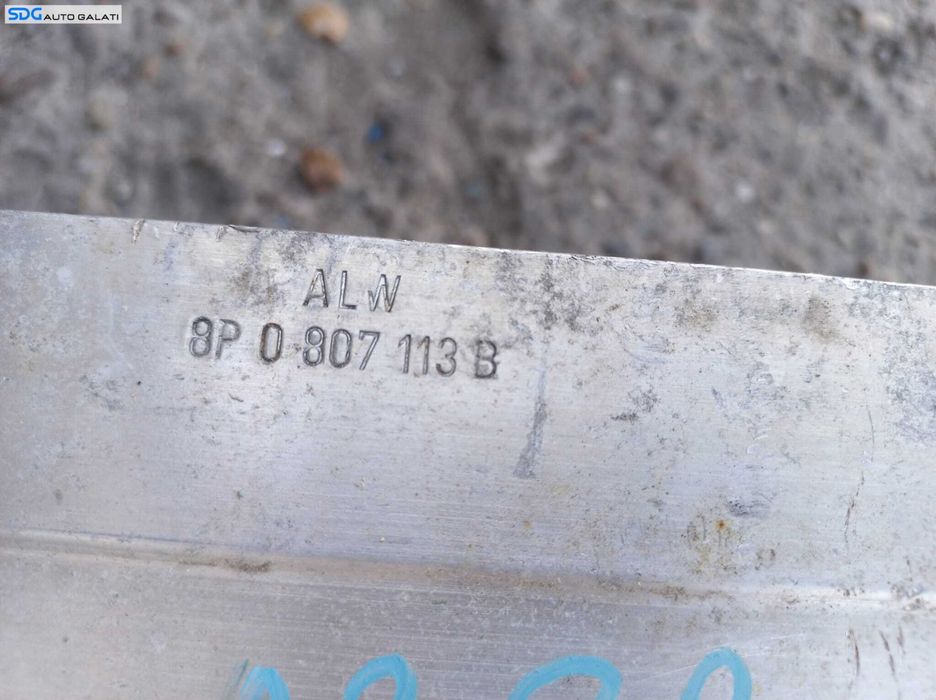 SDG AUTO GALATI
ALW
8P 0 807 113 B